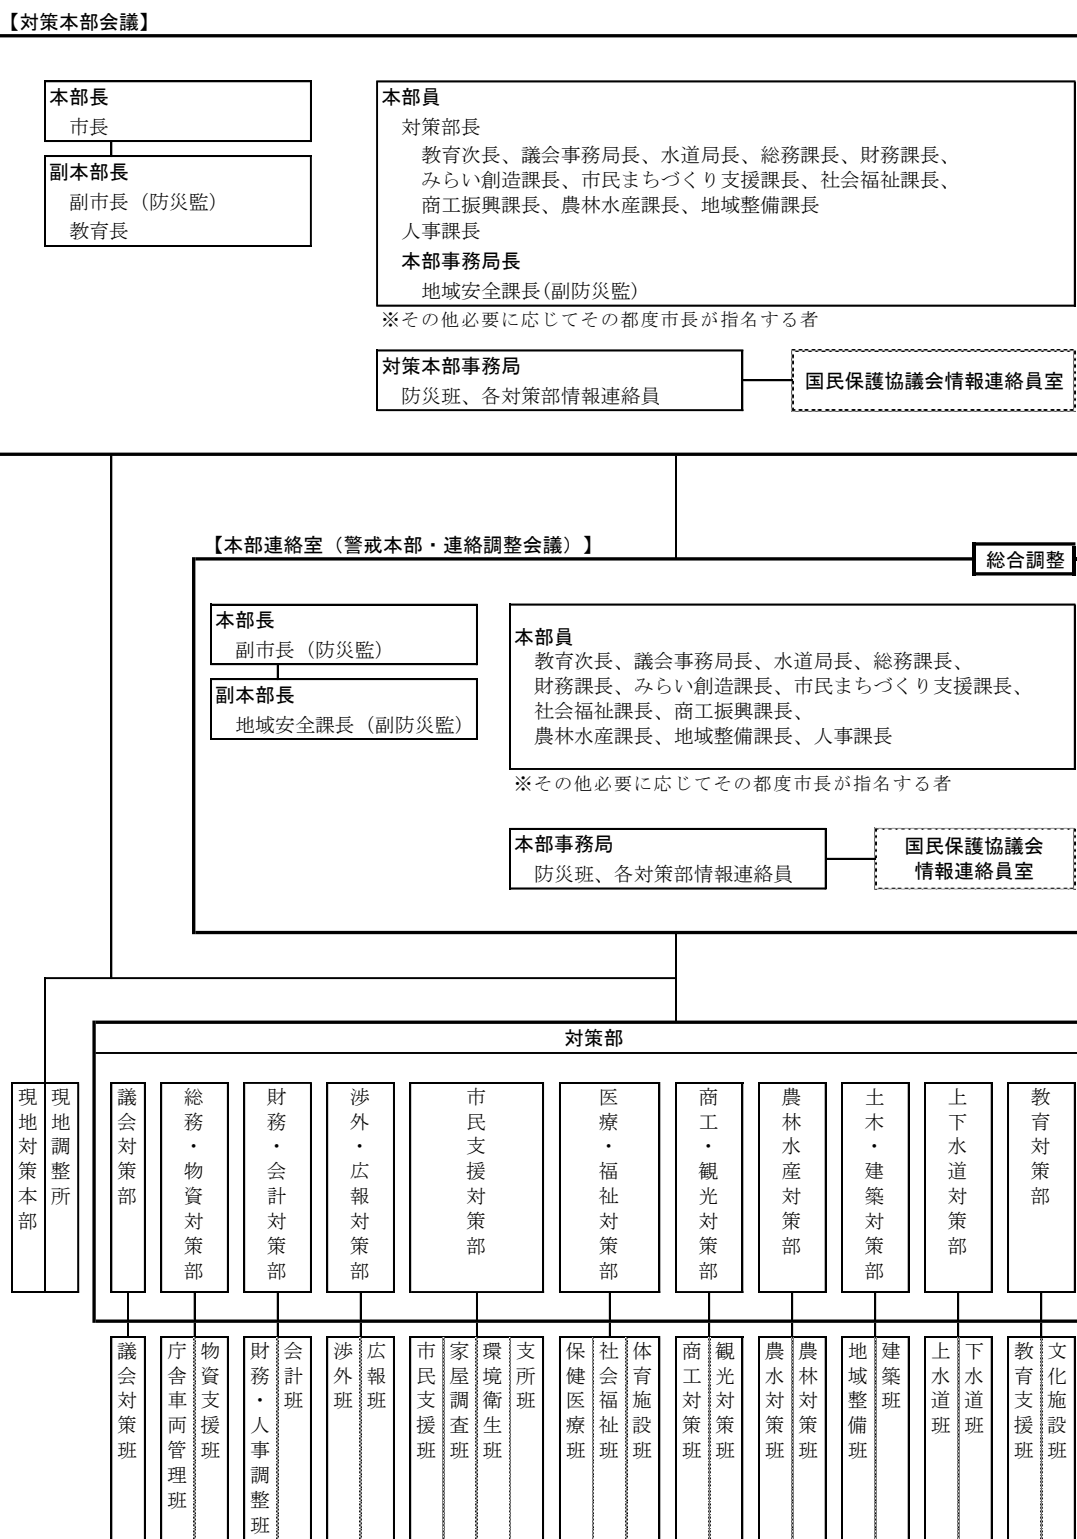 【対策本部会議】
本部長
市長
副本部長
副市長（防災監）
教育長
本部員
対策部長
教育次長、議会事務局長、水道局長、総務課長、財務課長、
みらい創造課長、市民まちづくり支援課長、社会福祉課長、
商工振興課長、農林水産課長、地域整備課長
人事課長
本部事務局長
地域安全課長(副防災監)
※その他必要に応じてその都度市長が指名する者
対策本部事務局
防災班、各対策部情報連絡員
国民保護協議会情報連絡員室
【本部連絡室（警戒本部・連絡調整会議）】
総合調整
本部長
副市長（防災監）
副本部長
地域安全課長（副防災監）
本部員
教育次長、議会事務局長、水道局長、総務課長、
財務課長、みらい創造課長、市民まちづくり支援課長、
社会福祉課長、商工振興課長、
農林水産課長、地域整備課長、人事課長
※その他必要に応じてその都度市長が指名する者
本部事務局
防災班、各対策部情報連絡員
国民保護協議会
情報連絡員室
対策部
現地対策本部
現地調整所
議会対策部
総務・物資対策部
財務・会計対策部
渉外・広報対策部
市民支援対策部
医療・福祉対策部
商工・観光対策部
農林水産対策部
土木・建築対策部
上下水道対策部
教育対策部
議会対策班
庁舎車両管理班
物資支援班
財務・人事調整班
会計班
渉外班
広報班
市民支援班
家屋調査班
環境衛生班
支所班
保健医療班
社会福祉班
体育施設班
商工対策班
観光対策班
農水対策班
農林対策班
地域整備班
建築班
上水道班
下水道班
教育支援班
文化施設班